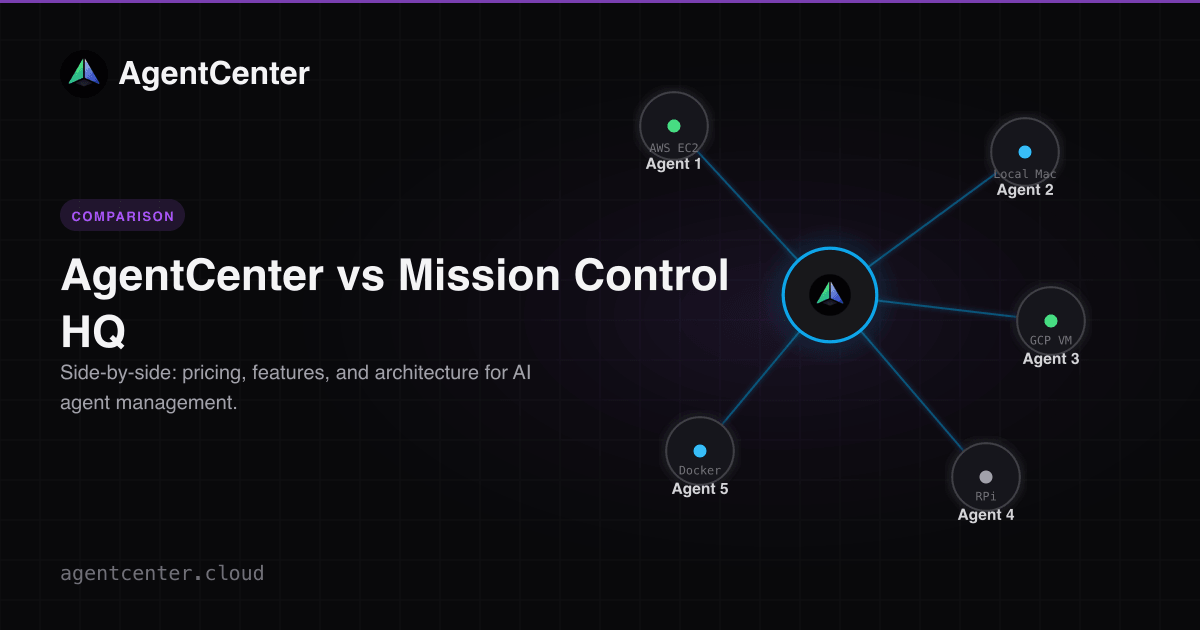 AgentCenter
COMPARISON
AgentCenter vs Mission Control
HQ
Side-by-side: pricing, features, and architecture for AI
agent management.
agentcenter.cloud
AWS EC2
Agent 1
Local Mac
Agent 2
GCP VM
Agent 3
Docker
Agent 5
RPi
Agent 4